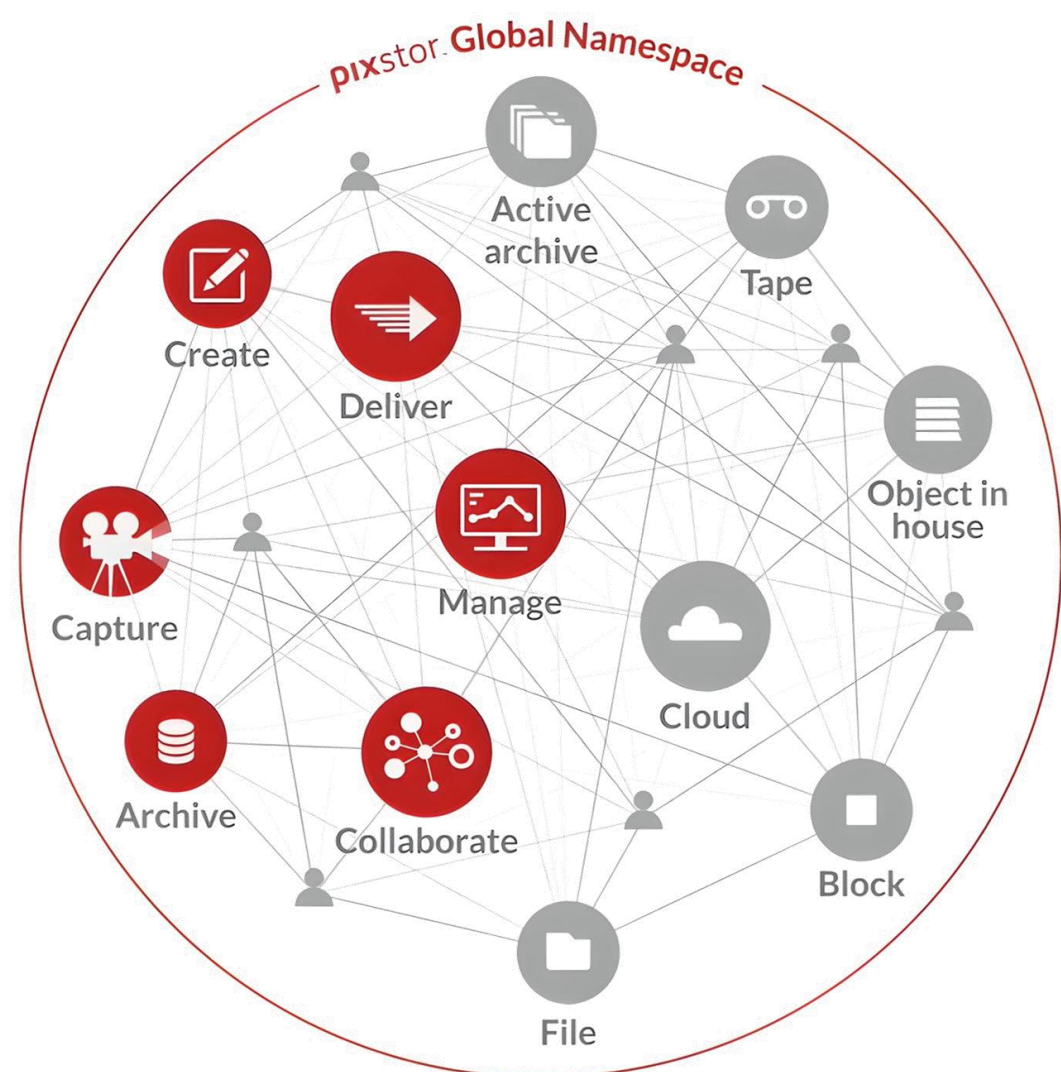 pixstor Global Namespace
Active
archive
Tape
Create
Deliver
Object in
house
Manage
Capture
Cloud
Archive
Collaborate
Block
File